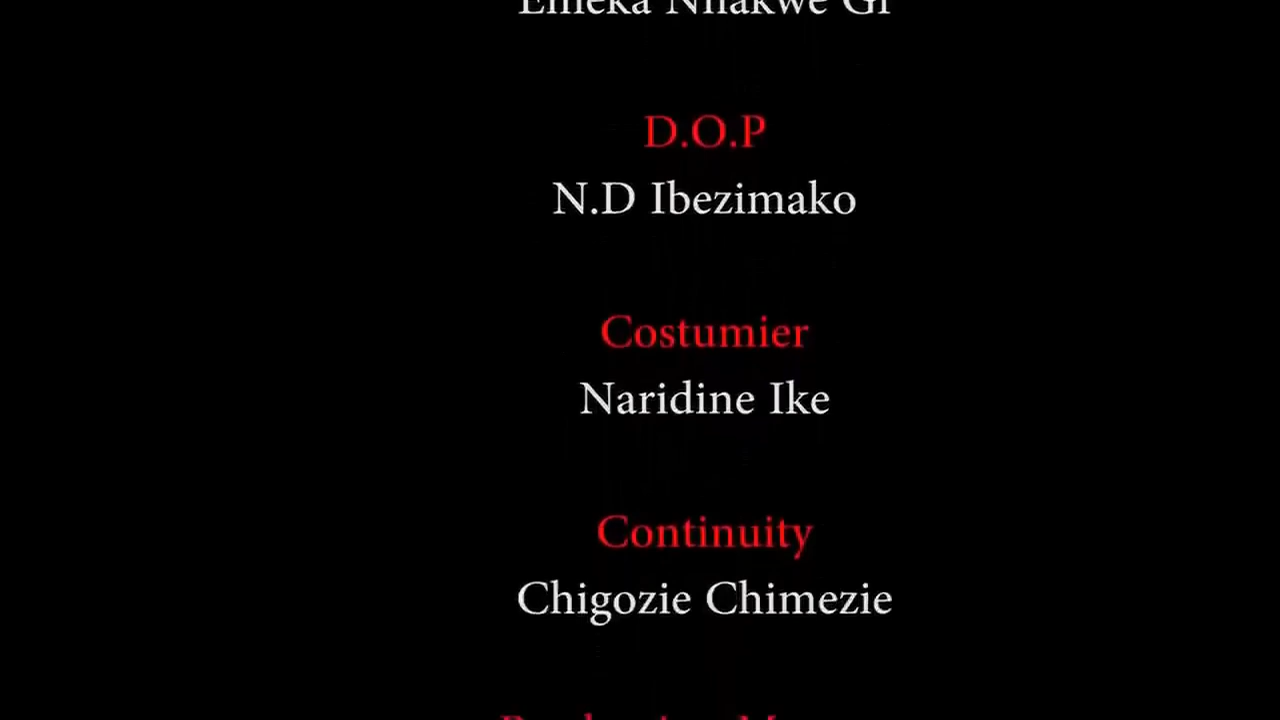 D.O.P
N.D Ibezimako
Costumier
Naridine Ike
Continuity
Chigozie Chimezie